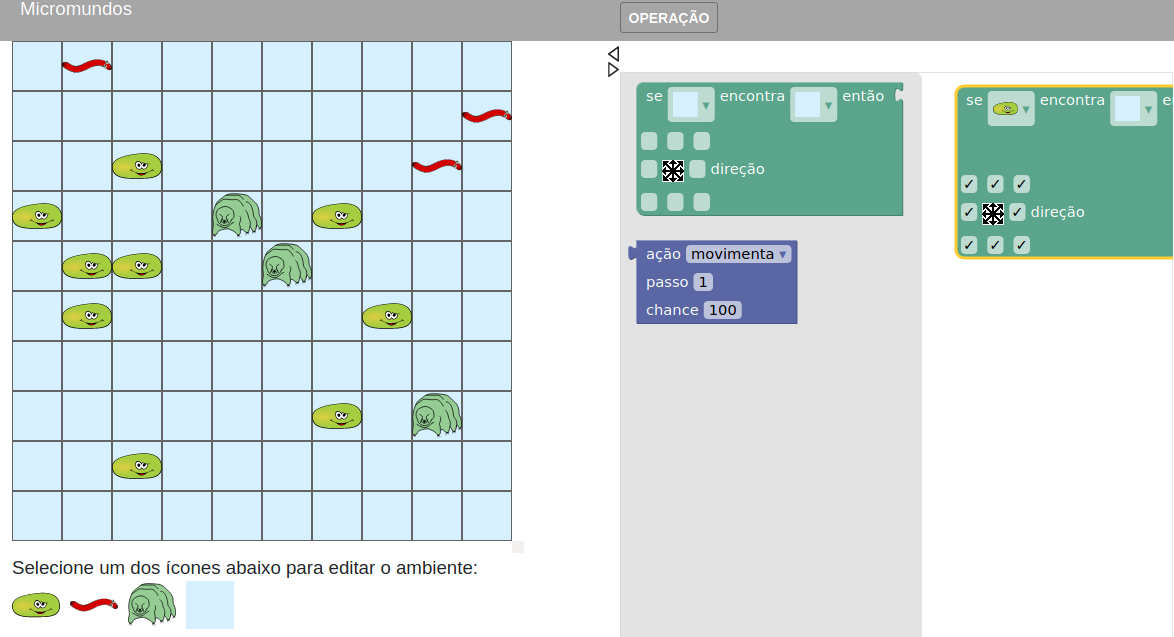 Micromundos
OPERAÇÃO
se encontra então
direção
ação movimenta
passo 1
chance 100
se encontra
direção
Selecione um dos ícones abaixo para editar o ambiente: